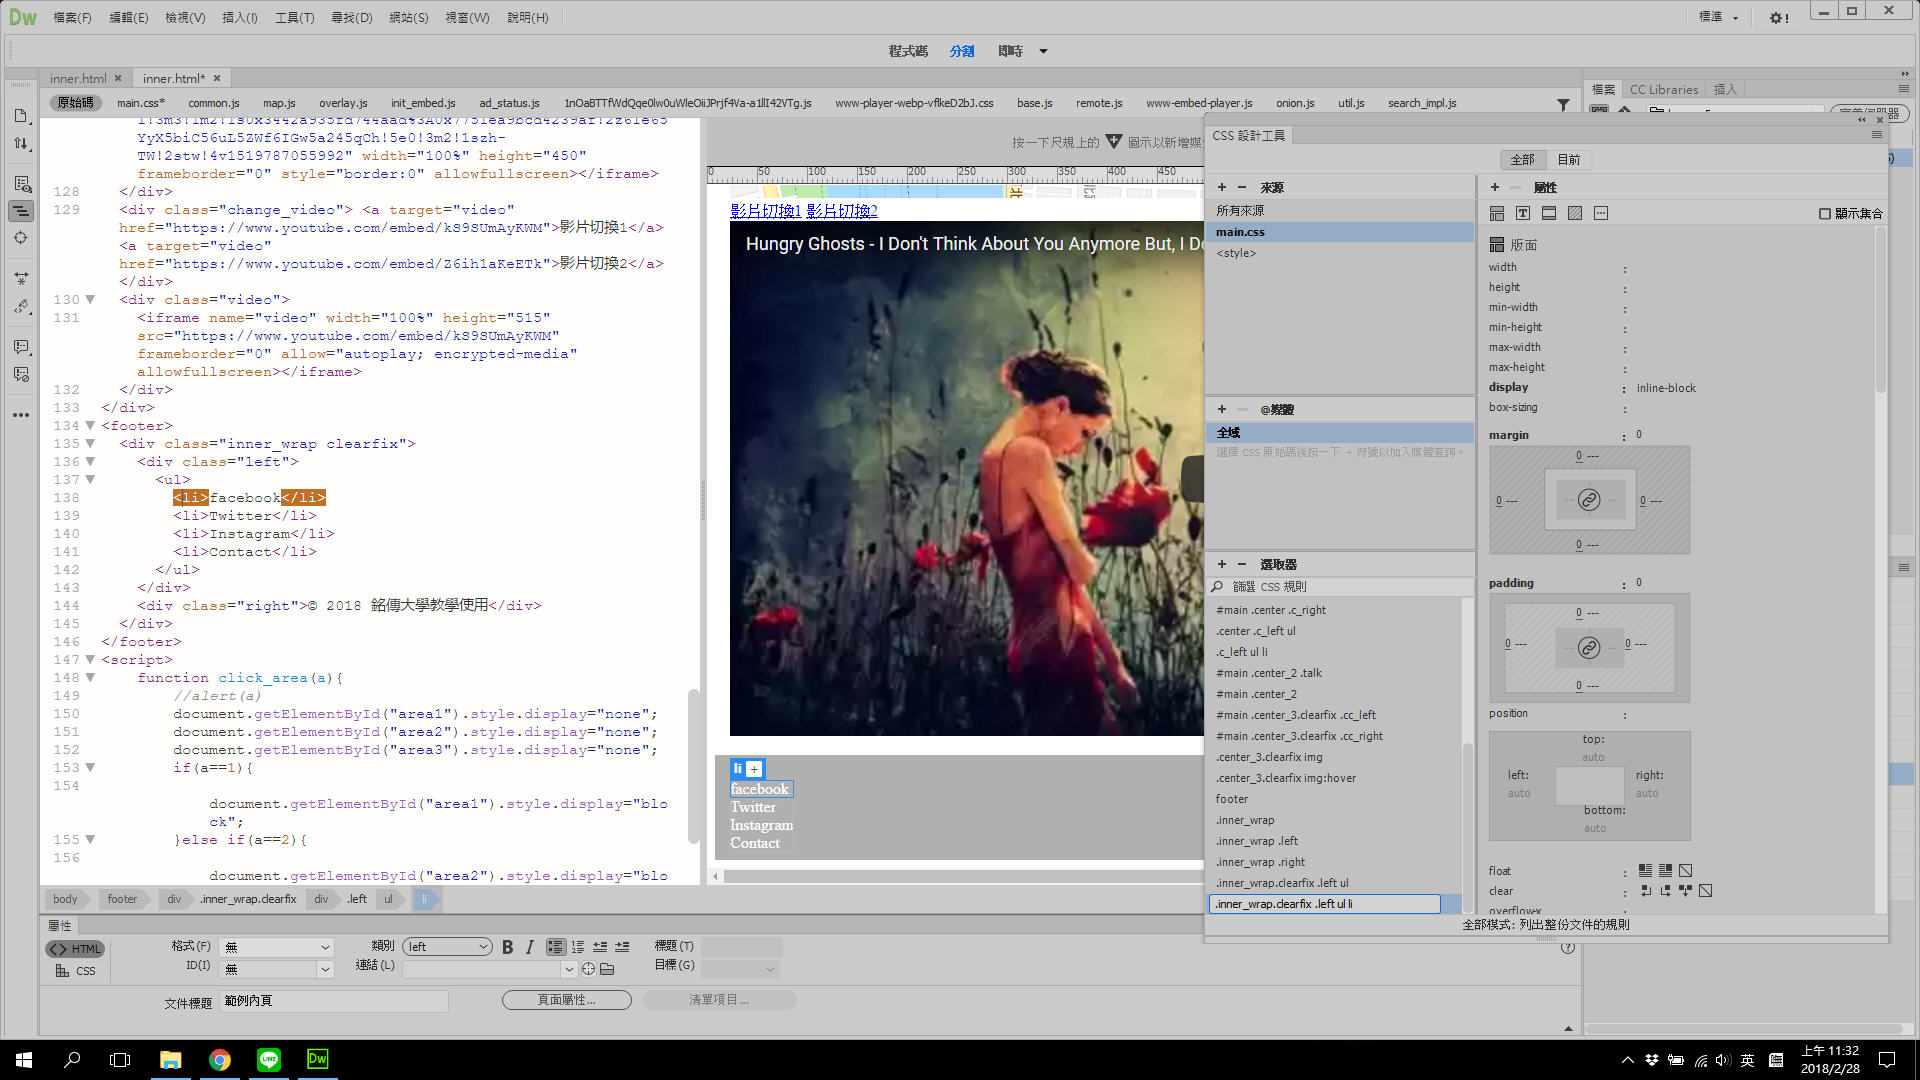 Dw 檔案(F) 編輯(E) 檢視(V) 插入(I) 工具(T) 尋找(D) 網站(S) 視窗(W) 說明(H) 標準
程式碼 分割 即時
inner.html inner.html*
檔案 CC Libraries 插入
原始碼 main.css* common.js map.js overlay.js init_embed.js ad_status.js 1nOaBTTfWdQqe0lw0uWleOiiJPrjf4Va-a1lII42VTg.js www-player-webp-vflkeD2bJ.css base.js remote.js www-embed-player.js onion.js util.js search_impl.js
YyX5biC56uL5ZWf6IGw5a245qCh!5e0!3m2!1szh-
TW!2stw!4v1519787055992" width="100%" height="450"
frameborder="0" style="border:0" allowfullscreen></iframe>
128 </div>
129 <div class="change_video"> <a target="video"
href="https://www.youtube.com/embed/kS9SUmAyKWM">影片切換1</a>
<a target="video"
href="https://www.youtube.com/embed/Z6ih1aKeETk">影片切換2</a>
</div>
130 <div class="video">
131 <iframe name="video" width="100%" height="515"
src="https://www.youtube.com/embed/kS9SUmAyKWM"
frameborder="0" allow="autoplay; encrypted-media"
allowfullscreen></iframe>
132 </div>
133 </div>
134 <footer>
135 <div class="inner_wrap clearfix">
136 <div class="left">
137 <ul>
138 <li>facebook</li>
139 <li>Twitter</li>
140 <li>Instagram</li>
141 <li>Contact</li>
142 </ul>
143 </div>
144 <div class="right">© 2018 銘傳大學教學使用</div>
145 </div>
146 </footer>
147 <script>
148 function click_area(a){
149 //alert(a)
150 document.getElementById("area1").style.display="none";
151 document.getElementById("area2").style.display="none";
152 document.getElementById("area3").style.display="none";
153 if(a==1){
154
document.getElementById("area1").style.display="blo
ck";
155 }else if(a==2){
156
document.getElementById("area2").style.display="blo
按一下尺規上的 圖示以新增媒
0 50 100 150 200 250 300 350 400 450
影片切換1 影片切換2
Hungry Ghosts - I Don't Think About You Anymore But, I Do
li +
facebook
Twitter
Instagram
Contact
CSS 設計工具
全部 目前
+ − 來源
所有來源
main.css
<style>
+ − @媒體
全域
選擇 CSS 原始碼後按一下 + 符號以加入媒體查詢。
+ − 選取器
篩選 CSS 規則
#main .center .c_right
.center .c_left ul
.c_left ul li
#main .center_2 .talk
#main .center_2
#main .center_3.clearfix .cc_left
#main .center_3.clearfix .cc_right
.center_3.clearfix img
.center_3.clearfix img:hover
footer
.inner_wrap
.inner_wrap .left
.inner_wrap .right
.inner_wrap.clearfix .left ul
.inner_wrap.clearfix .left ul li
+ − 屬性
顯示集合
版面
width :
height :
min-width :
min-height :
max-width :
max-height :
display : inline-block
box-sizing :
margin : 0
0 ---
0 --- 0 ---
0 ---
padding : 0
0 ---
0 --- 0 ---
0 ---
position :
top:
auto
left: right:
auto auto
bottom:
auto
float :
clear :
overflow-x
全部模式: 列出整份文件的規則
body footer div .inner_wrap.clearfix div .left ul li
屬性
<> HTML 格式(F) 無 類別 left B I 標題(T)
CSS ID(I) 無 連結(L) 目標(G)
文件標題 範例內頁 頁面屬性... 清單項目...
Dw 英 上午 11:32
2018/2/28